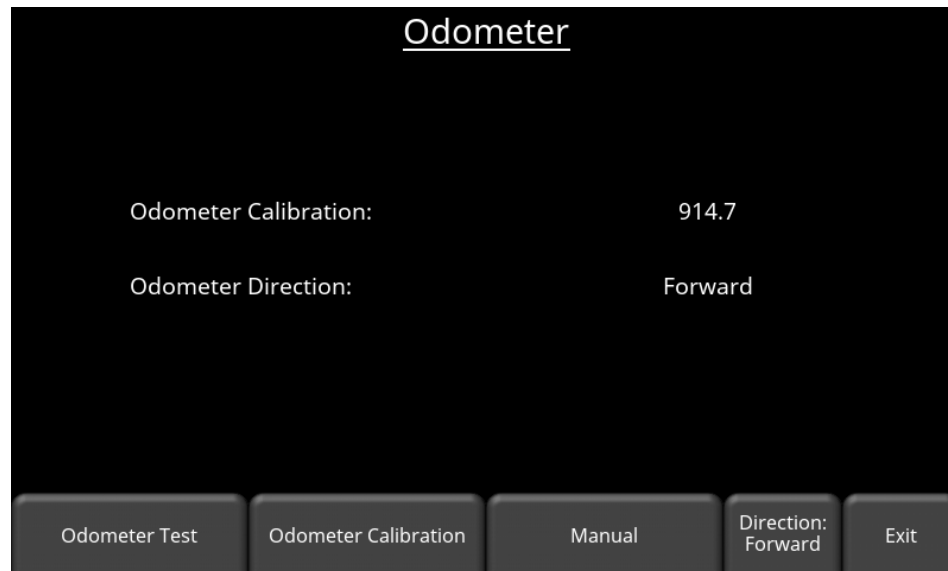 Odometer
Odometer Calibration: 914.7
Odometer Direction: Forward
Odometer Test
Odometer Calibration
Manual
Direction:
Forward
Exit